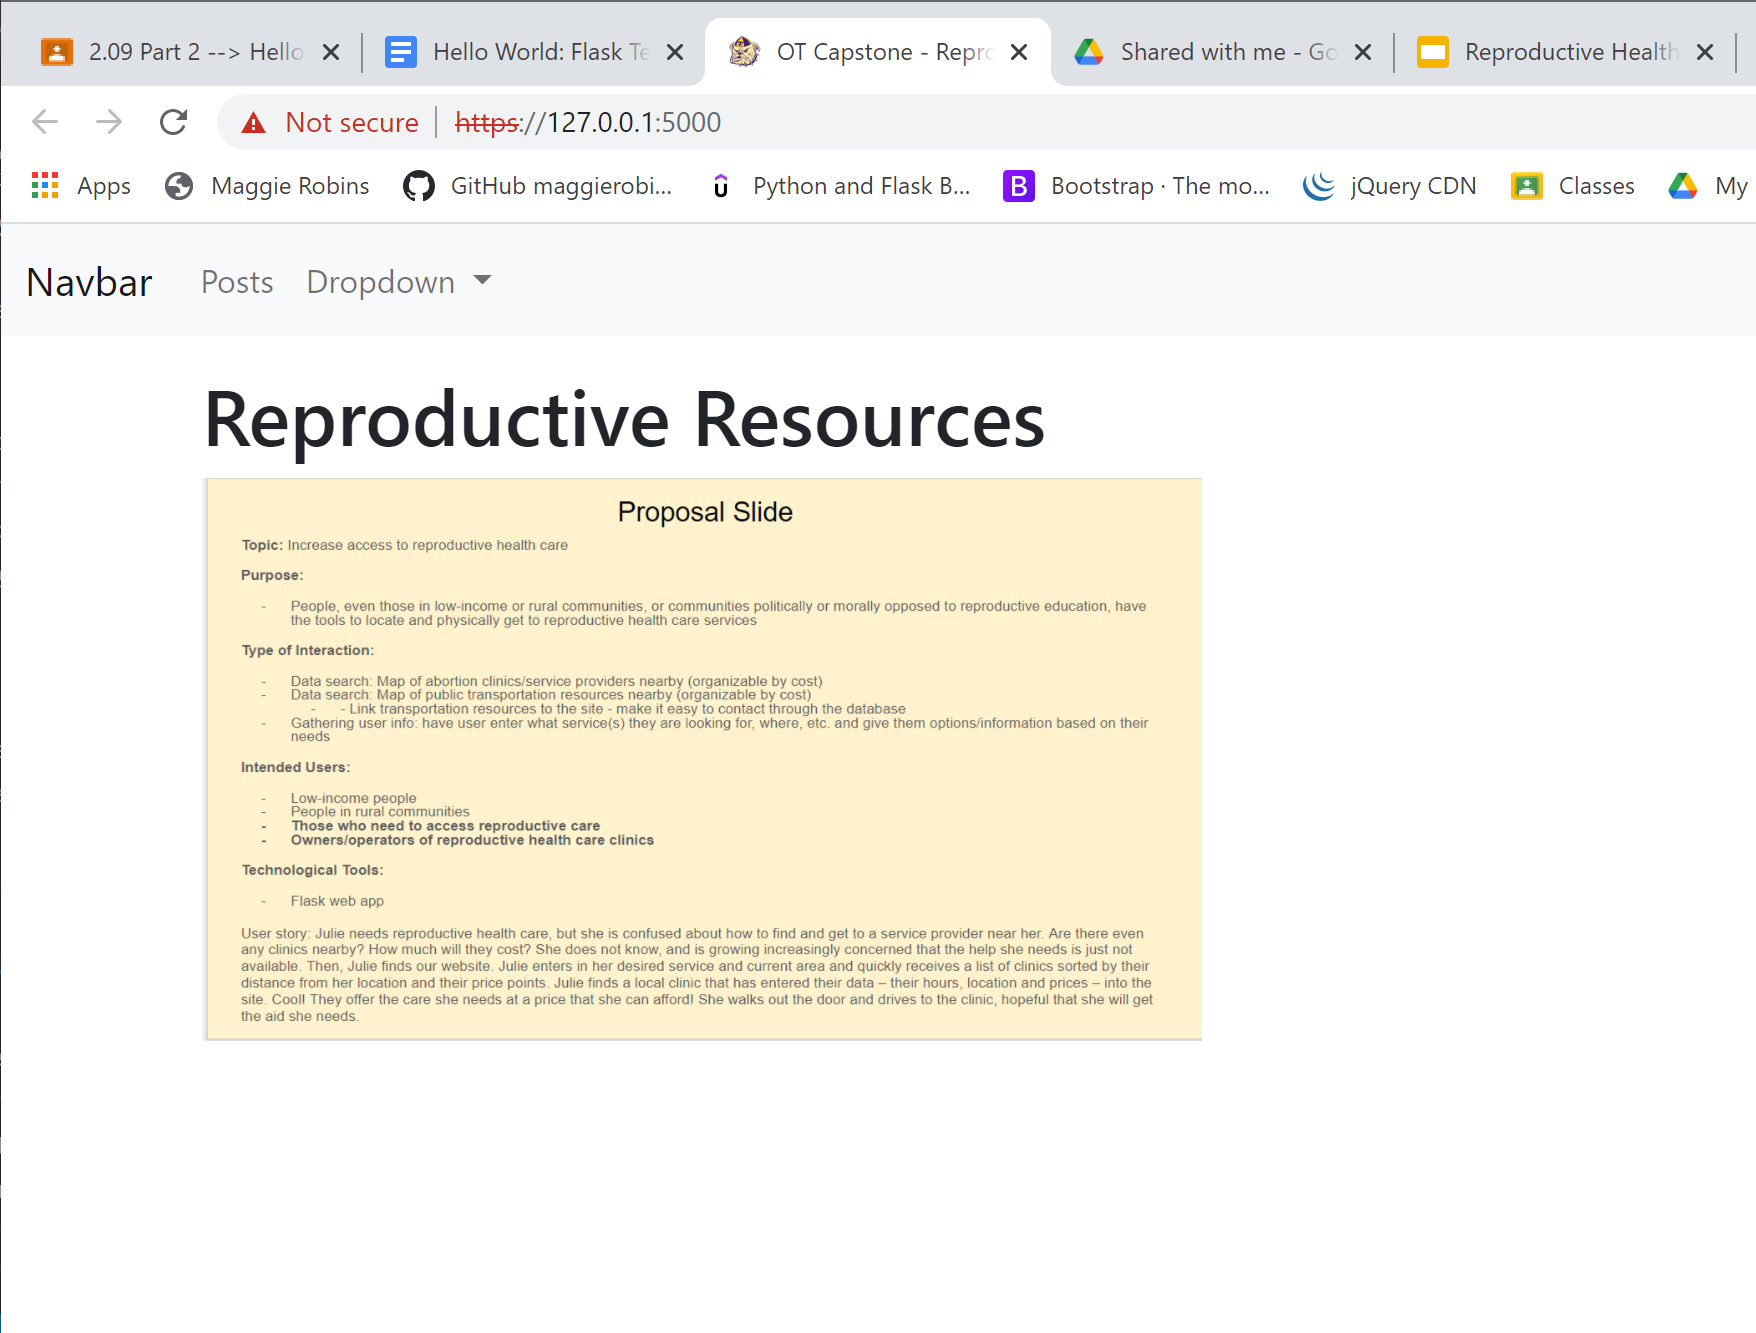 2.09 Part 2 --> Hello
Hello World: Flask Te
OT Capstone - Repro
Shared with me - Go
Reproductive Health
Not secure
https://127.0.0.1:5000
Apps
Maggie Robins
GitHub maggierobi...
Python and Flask B...
B
Bootstrap · The mo...
jQuery CDN
Classes
My
Navbar
Posts
Dropdown
Reproductive Resources
Proposal Slide
Topic: Increase access to reproductive health care
Purpose:
- People, even those in low-income or rural communities, or communities politically or morally opposed to reproductive education, have
the tools to locate and physically get to reproductive health care services
Type of Interaction:
- Data search: Map of abortion clinics/service providers nearby (organizable by cost)
- Data search: Map of public transportation resources nearby (organizable by cost)
- - Link transportation resources to the site - make it easy to contact through the database
- Gathering user info: have user enter what service(s) they are looking for, where, etc. and give them options/information based on their
needs
Intended Users:
- Low-income people
- People in rural communities
- Those who need to access reproductive care
- Owners/operators of reproductive health care clinics
Technological Tools:
- Flask web app
User story: Julie needs reproductive health care, but she is confused about how to find and get to a service provider near her. Are there even
any clinics nearby? How much will they cost? She does not know, and is growing increasingly concerned that the help she needs is just not
available. Then, Julie finds our website. Julie enters in her desired service and current area and quickly receives a list of clinics sorted by their
distance from her location and their price points. Julie finds a local clinic that has entered their data – their hours, location and prices – into the
site. Cool! They offer the care she needs at a price that she can afford! She walks out the door and drives to the clinic, hopeful that she will get
the aid she needs.